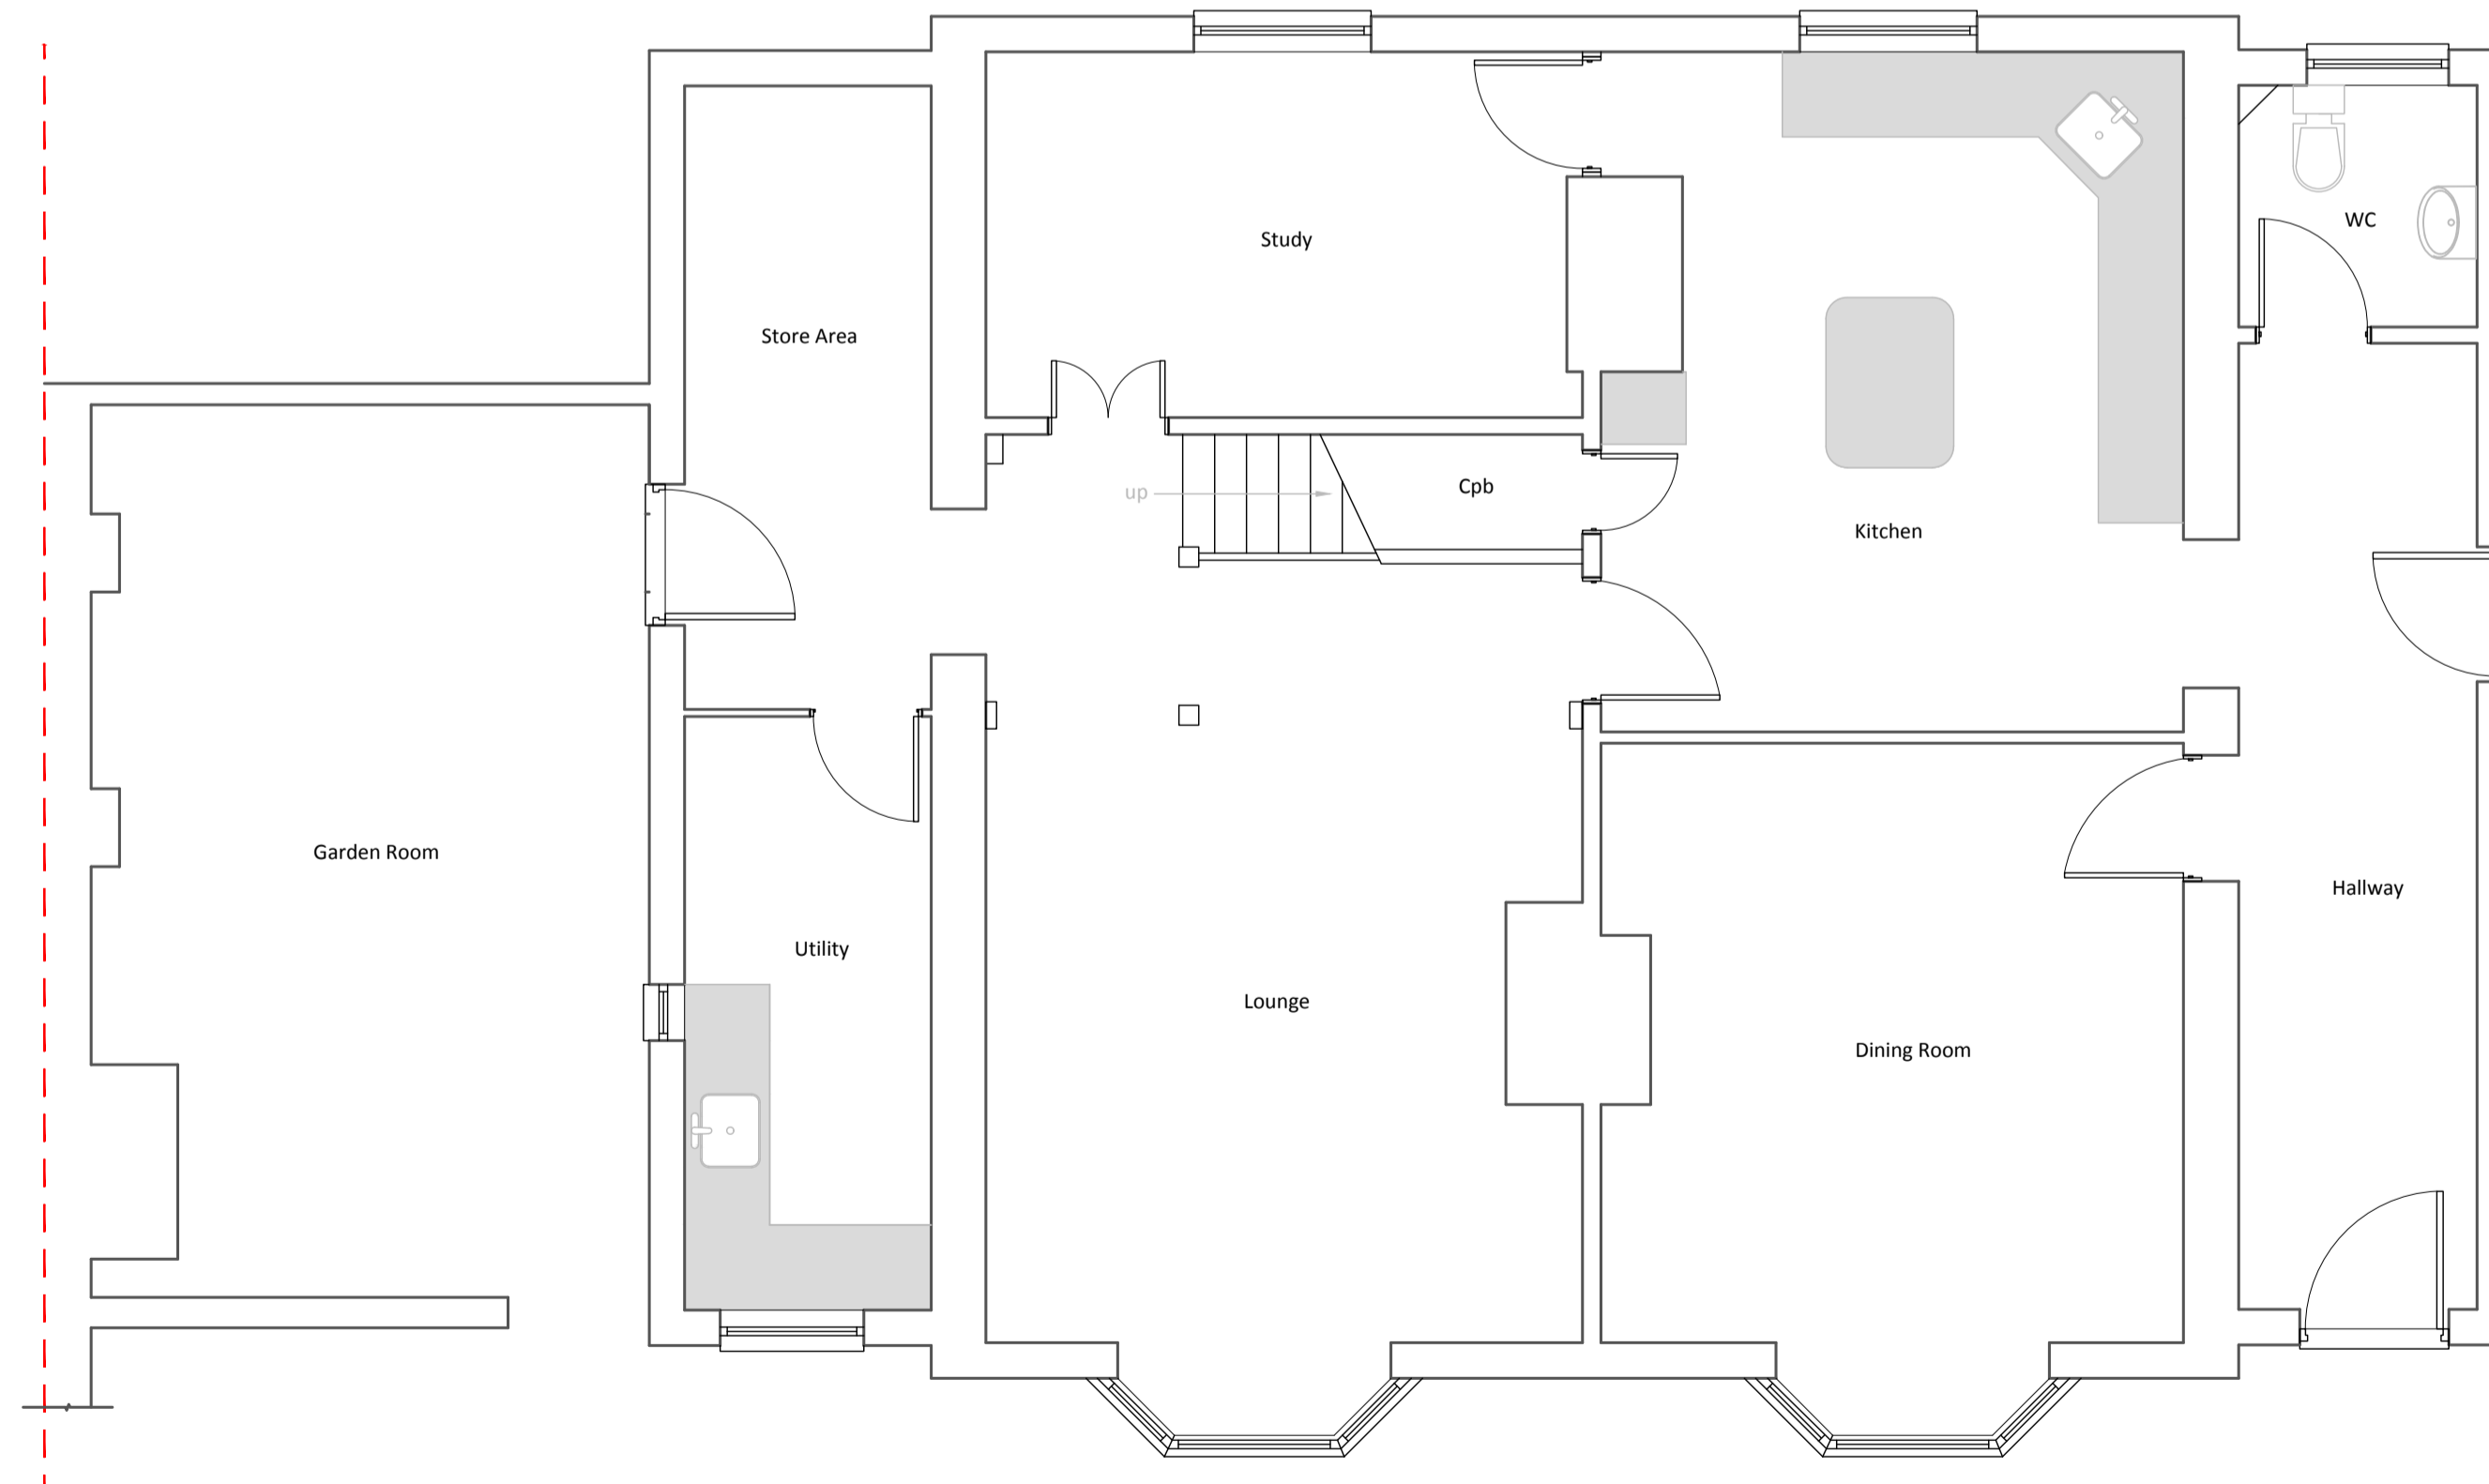 WC
Study
Store Area
Cpb
up
Kitchen
Garden Room
Hallway
Utility
Lounge
Dining Room